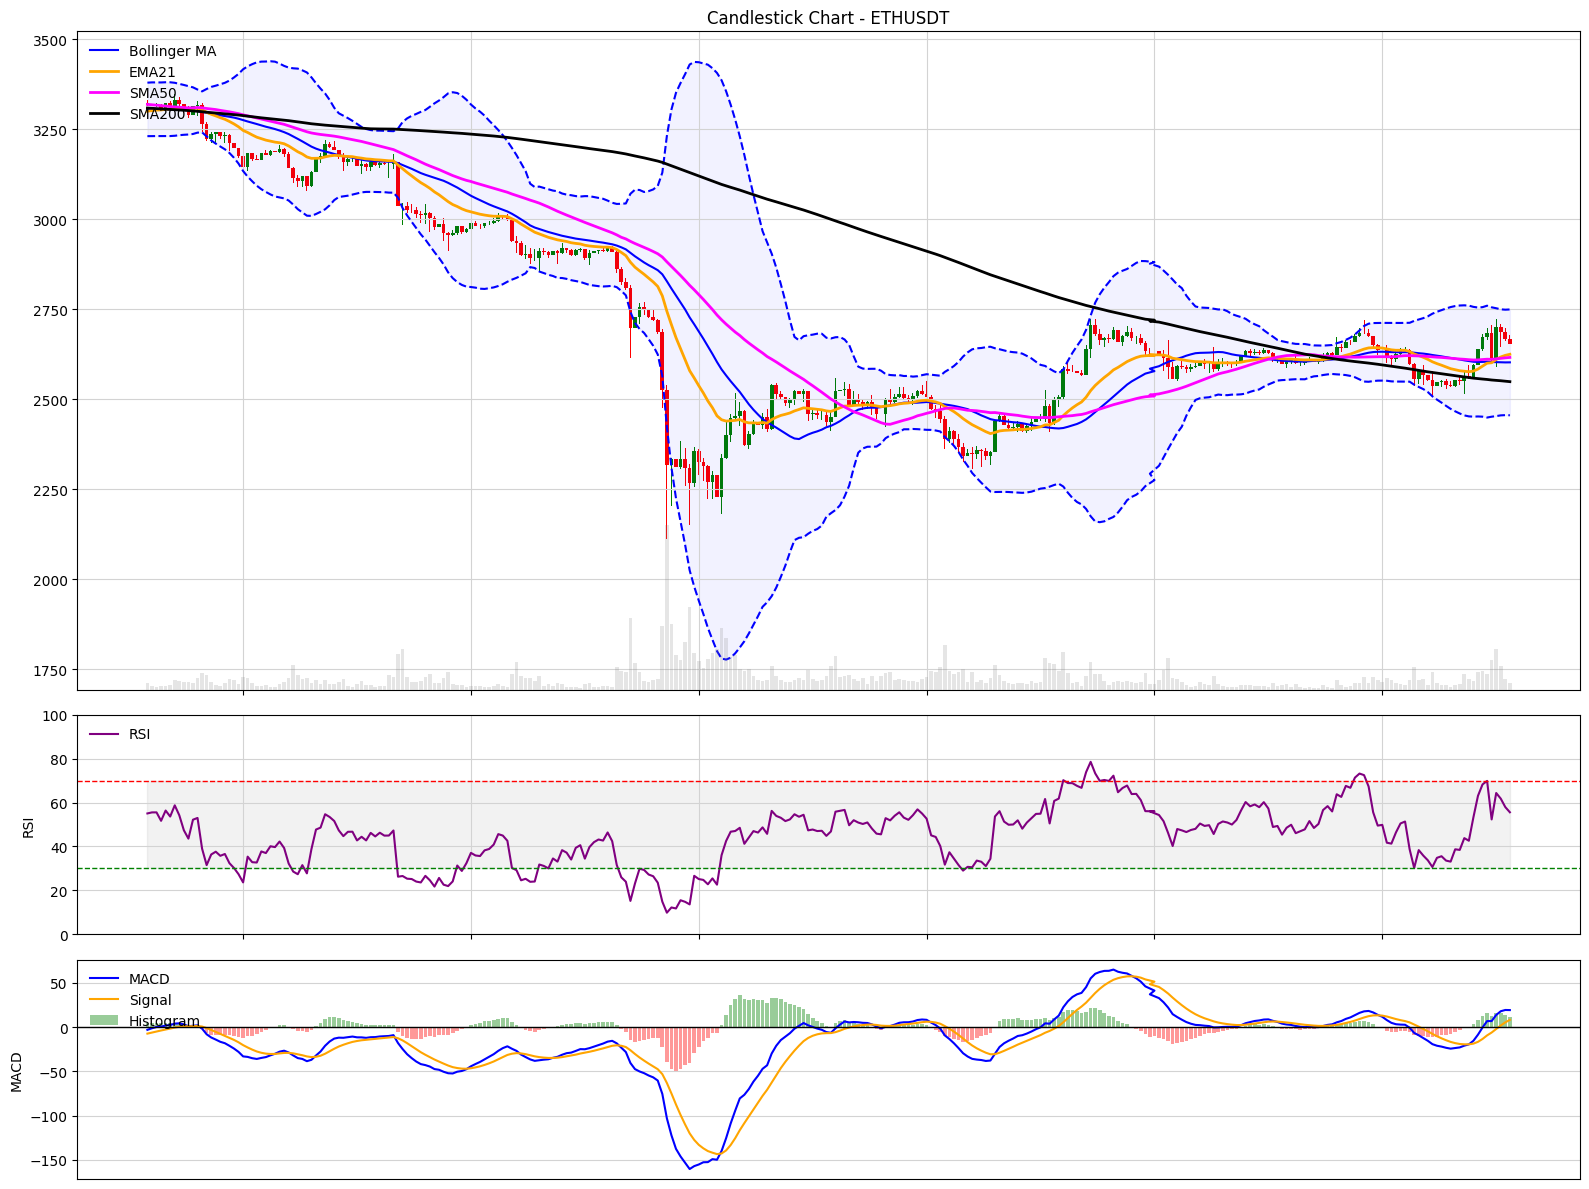 Candlestick Chart - ETHUSDT
3500
3250
3000
2750
2500
2250
2000
1750
Bollinger MA
EMA21
SMA50
SMA200
100
80
60
40
20
0
RSI
RSI
50
0
−50
−100
−150
MACD
MACD
Signal
Histogram